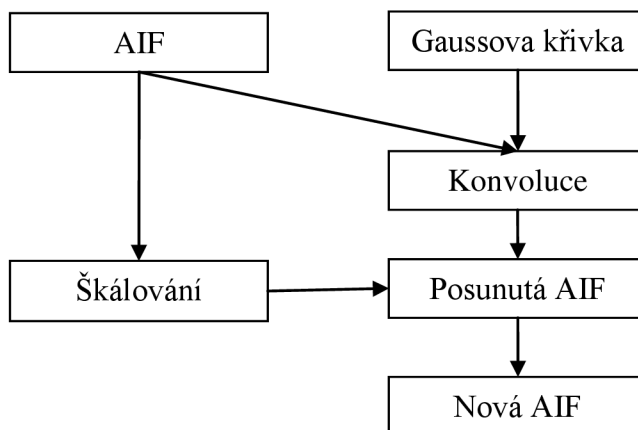 AIF
Gaussova křivka
Konvoluce
Škálování
Posunutá AIF
Nová AIF